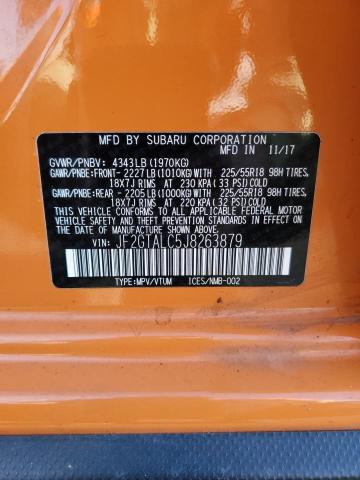 MFD. BY SUBARU CORPORATION
MFD IN 11/17
GVWR/PNBV: 4343LB(1970KG)
GAWR/PNBE:FRONT- 2227LB(1010KG)WITH 225/55R18 98H TIRES,
18X7J RIMS AT 230 KPA(33 PSI)COLD
GAWR/PNBE:REAR - 2205LB(1000KG)WITH 225/55R18 98H TIRES,
18X7J RIMS AT 220 KPA(32 PSI)COLD
THIS VEHICLE CONFORMS TO ALL APPLICABLE FEDERAL MOTOR
VEHICLE SAFETY AND THEFT PREVENTION STANDARDS IN
EFFECT ON THE DATE OF MANUFACTURE SHOWN ABOVE.
VIN: JF2GTALC5J8263879
TYPE:MPV/VTUM ICES/NMB-002